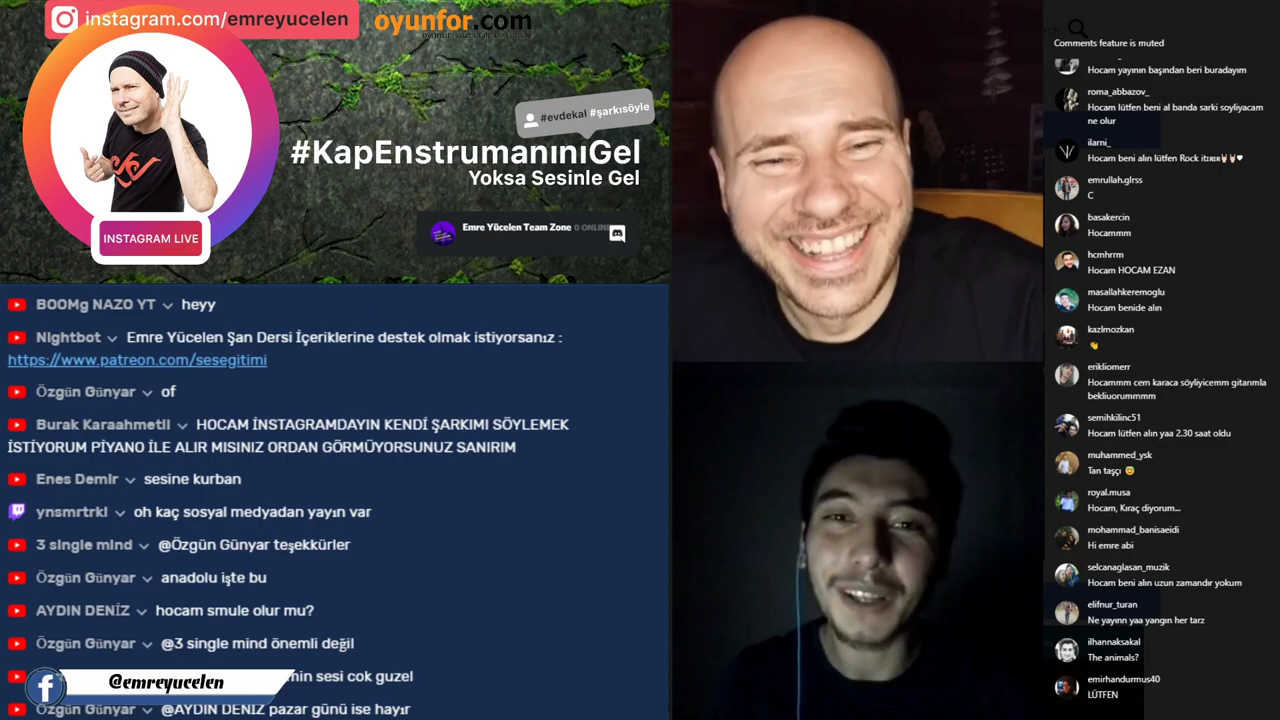 instagram.com/emreyucelen
oyunfor.com
#evdekal #şarkısöyle
#KapEnstrumanınıGel
Yoksa Sesinle Gel
Emre Yücelen Team Zone 0 ONLINE
INSTAGRAM LIVE
BOOMg NAZO YT heyy
Nightbot Emre Yücelen Şan Dersi İçeriklerine destek olmak istiyorsanız :
https://www.patreon.com/sesegitimi
Özgün Günyar of
Burak Karaahmetli HOCAM İNSTAGRAMDAYIN KENDİ ŞARKIMI SÖYLEMEK
İSTİYORUM PİYANO İLE ALIR MISINIZ ORDAN GÖRMÜYORSUNUZ SANIRIM
Enes Demir sesine kurban
ynsmrtrkl oh kaç sosyal medyadan yayın var
3 single mind @Özgün Günyar teşekkürler
Özgün Günyar anadolu işte bu
AYDIN DENİZ hocam smule olur mu?
Özgün Günyar @3 single mind önemli değil
sesi cok guzel
@emreyucelen
Özgün Günyar @AYDIN DENİZ pazar günü ise hayır
Comments feature is muted
Hocam yayının başından beri buradayım
roma_abbazov_
Hocam lütfen beni al banda sarki soyliyacam
ne olur
ilarni_
Hocam beni alın lütfen Rock itɪʀɪʀ🤘🏻🤘🏻🖤
emrullah.glrss
C
basakercin
Hocammm
hcmhrrm
Hocam HOCAM EZAN
masallahkeremoglu
Hocam benide alın
kazlmozkan
👏
erikliomerr
Hocammm cem karaca söyliyicemm gitarımla
bekliuorummmm
semihkilinc51
Hocam lütfen alın yaa 2.30 saat oldu
muhammed_ysk
Tan taşçı 😇
royal.musa
Hocam, Kıraç diyorum...
mohammad_banisaeidi
Hi emre abi
selcanaglasan_muzik
Hocam beni alın uzun zamandır yokum
elifnur_turan
Ne yayırın yaa yangın her tarz
ilhannaksakal
The animals?
emirhandurmus40
LÜTFEN